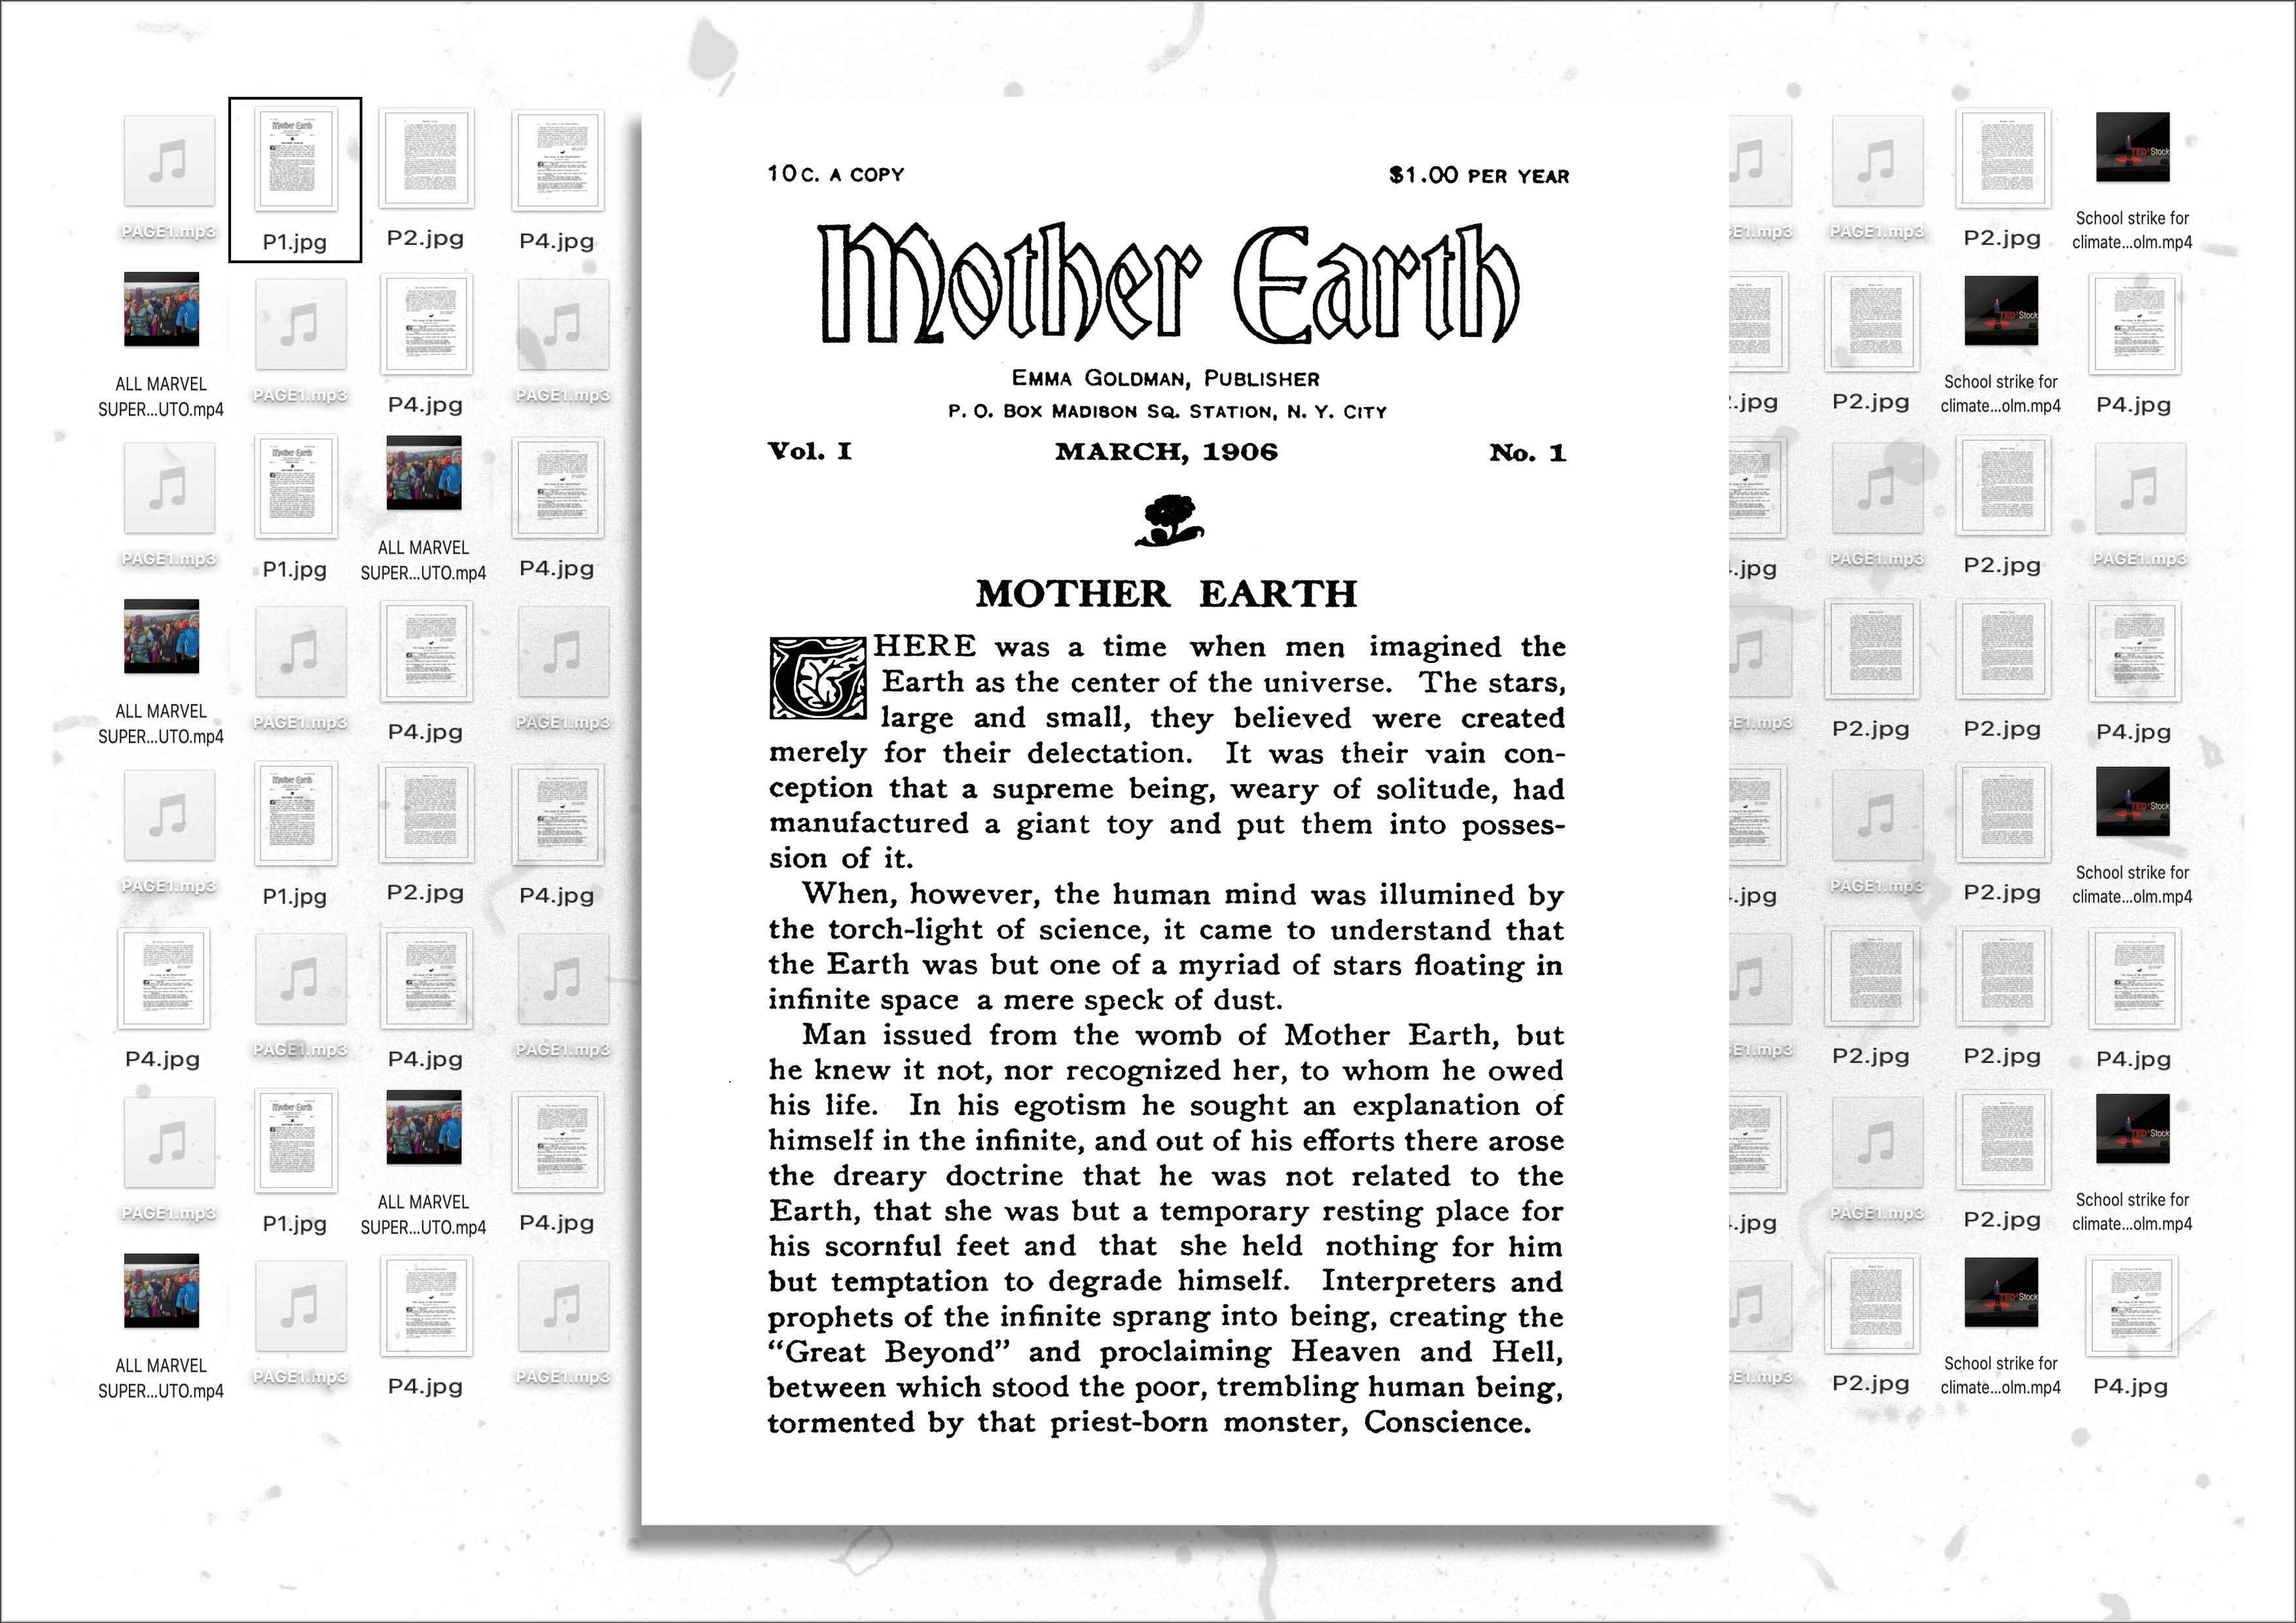 PAGE1.mp3
P1.jpg
P2.jpg
P4.jpg
ALL MARVEL
SUPER...UTO.mp4
PAGE1.mp3
P4.jpg
PAGE1.mp3
PAGE1.mp3
P1.jpg
ALL MARVEL
SUPER...UTO.mp4
P4.jpg
ALL MARVEL
SUPER...UTO.mp4
PAGE1.mp3
P4.jpg
PAGE1.mp3
PAGE1.mp3
P1.jpg
P2.jpg
P4.jpg
P4.jpg
PAGE1.mp3
P4.jpg
PAGE1.mp3
PAGE1.mp3
P1.jpg
ALL MARVEL
SUPER...UTO.mp4
P4.jpg
ALL MARVEL
SUPER...UTO.mp4
PAGE1.mp3
P4.jpg
PAGE1.mp3
10C. A COPY $1.00 PER YEAR
Mother Earth
EMMA GOLDMAN, PUBLISHER
P. O. BOX MADISON SQ. STATION, N. Y. CITY
Vol. I MARCH, 1906 No. 1
MOTHER EARTH
THERE was a time when men imagined the
Earth as the center of the universe. The stars,
large and small, they believed were created
merely for their delectation. It was their vain con-
ception that a supreme being, weary of solitude, had
manufactured a giant toy and put them into posses-
sion of it.
When, however, the human mind was illumined by
the torch-light of science, it came to understand that
the Earth was but one of a myriad of stars floating in
infinite space a mere speck of dust.
Man issued from the womb of Mother Earth, but
he knew it not, nor recognized her, to whom he owed
his life. In his egotism he sought an explanation of
himself in the infinite, and out of his efforts there arose
the dreary doctrine that he was not related to the
Earth, that she was but a temporary resting place for
his scornful feet and that she held nothing for him
but temptation to degrade himself. Interpreters and
prophets of the infinite sprang into being, creating the
“Great Beyond” and proclaiming Heaven and Hell,
between which stood the poor, trembling human being,
tormented by that priest-born monster, Conscience.
E1.mp3
PAGE1.mp3
P2.jpg
School strike for
climate...olm.mp4
.jpg
P2.jpg
School strike for
climate...olm.mp4
P4.jpg
.jpg
PAGE1.mp3
P2.jpg
PAGE1.mp3
E1.mp3
P2.jpg
P2.jpg
P4.jpg
.jpg
PAGE1.mp3
P2.jpg
School strike for
climate...olm.mp4
E1.mp3
P2.jpg
P2.jpg
P4.jpg
.jpg
PAGE1.mp3
P2.jpg
School strike for
climate...olm.mp4
E1.mp3
P2.jpg
School strike for
climate...olm.mp4
P4.jpg